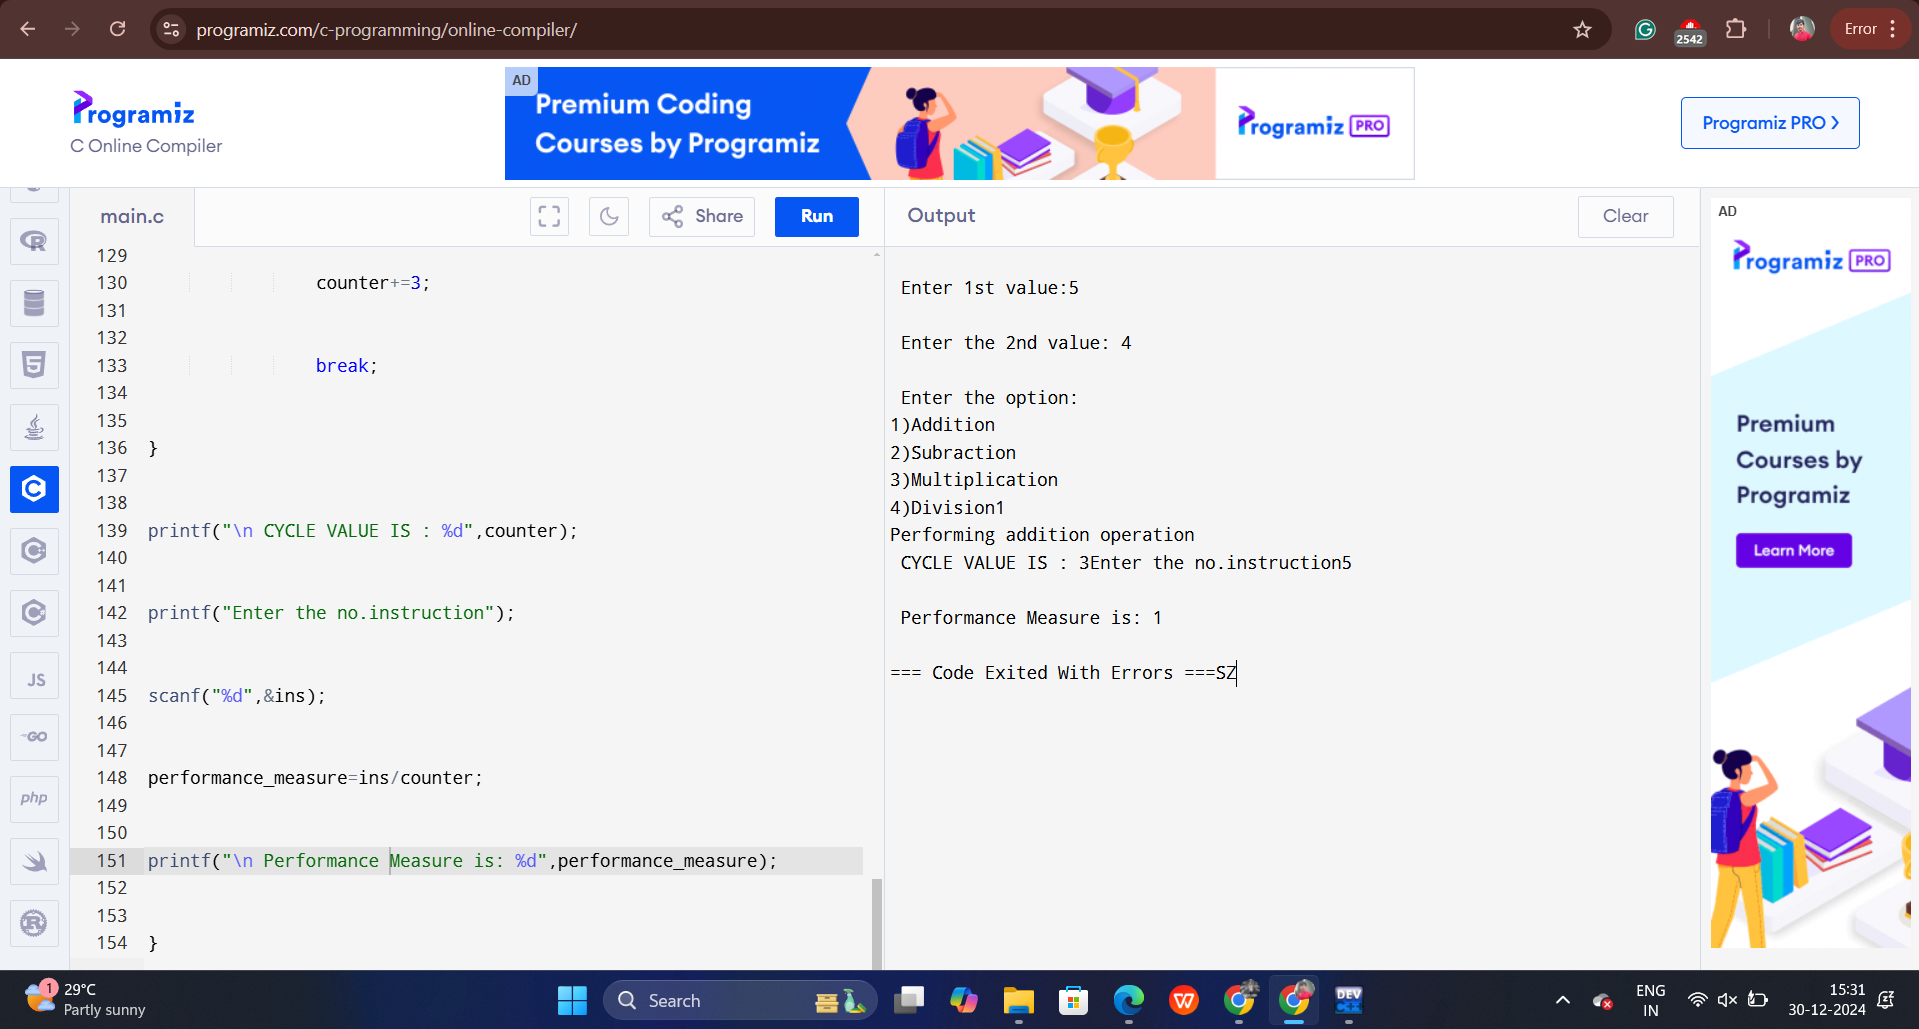 programiz.com/c-programming/online-compiler/
2542
Error
Programiz
C Online Compiler
AD
Premium Coding
Courses by Programiz
Programiz PRO
Programiz PRO
main.c
Share
Run
Output
Clear
129
130 counter+=3;
131
132
133 break;
134
135
136 }
137
138
139 printf("\n CYCLE VALUE IS : %d",counter);
140
141
142 printf("Enter the no.instruction");
143
144
145 scanf("%d",&ins);
146
147
148 performance_measure=ins/counter;
149
150
151 printf("\n Performance Measure is: %d",performance_measure);
152
153
154 }
JS
GO
php
Enter 1st value:5
Enter the 2nd value: 4
Enter the option:
1)Addition
2)Subraction
3)Multiplication
4)Division1
Performing addition operation
CYCLE VALUE IS : 3Enter the no.instruction5
Performance Measure is: 1
=== Code Exited With Errors ===SZ
AD
Programiz PRO
Premium
Courses by
Programiz
Learn More
1
29°C
Partly sunny
Search
DEV
ENG
IN
15:31
30-12-2024